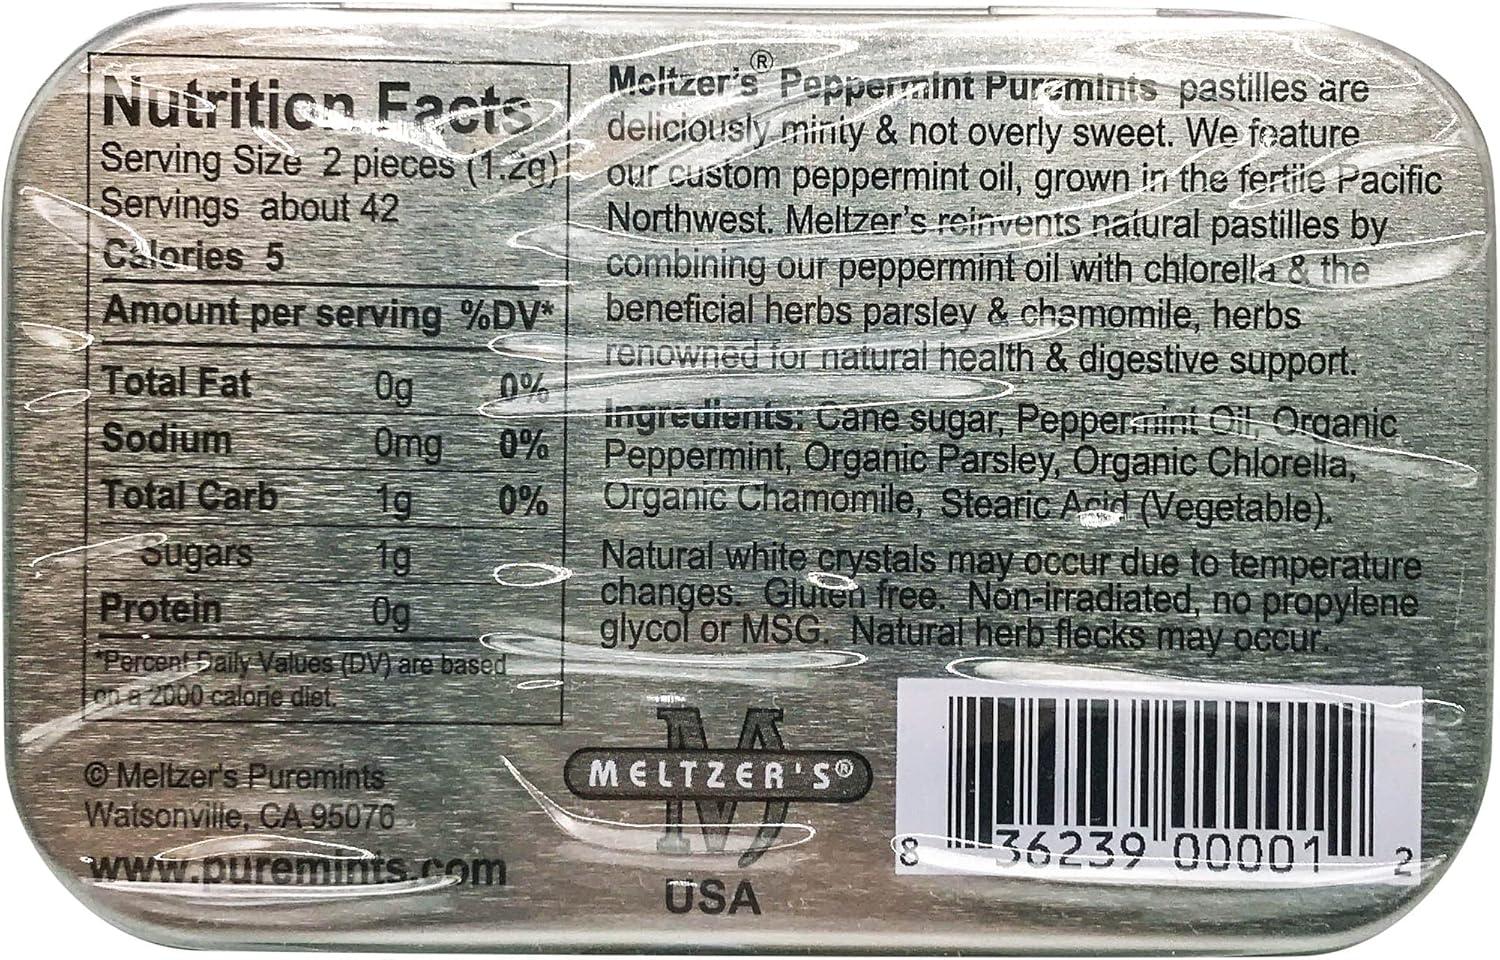 Nutrition Facts
Serving Size 2 pieces (1.2g)
Servings about 42
Calories 5
Amount per serving %DV*
Total Fat 0g 0%
Sodium 0mg 0%
Total Carb 1g 0%
Sugars 1g
Protein 0g
*Percent Daily Values (DV) are based
on a 2000 calorie diet.
© Meltzer's Puremints
Watsonville, CA 95076
www.puremints.com
Meltzer's® Peppermint Puremints pastilles are
deliciously minty & not overly sweet. We feature
our custom peppermint oil, grown in the fertile Pacific
Northwest. Meltzer's reinvents natural pastilles by
combining our peppermint oil with chlorella & the
beneficial herbs parsley & chamomile, herbs
renowned for natural health & digestive support.
Ingredients: Cane sugar, Peppermint Oil, Organic
Peppermint, Organic Parsley, Organic Chlorella,
Organic Chamomile, Stearic Acid (Vegetable).
Natural white crystals may occur due to temperature
changes. Gluten free. Non-irradiated, no propylene
glycol or MSG. Natural herb flecks may occur.
M
MELTZER'S®
USA
8 36239 00001 2